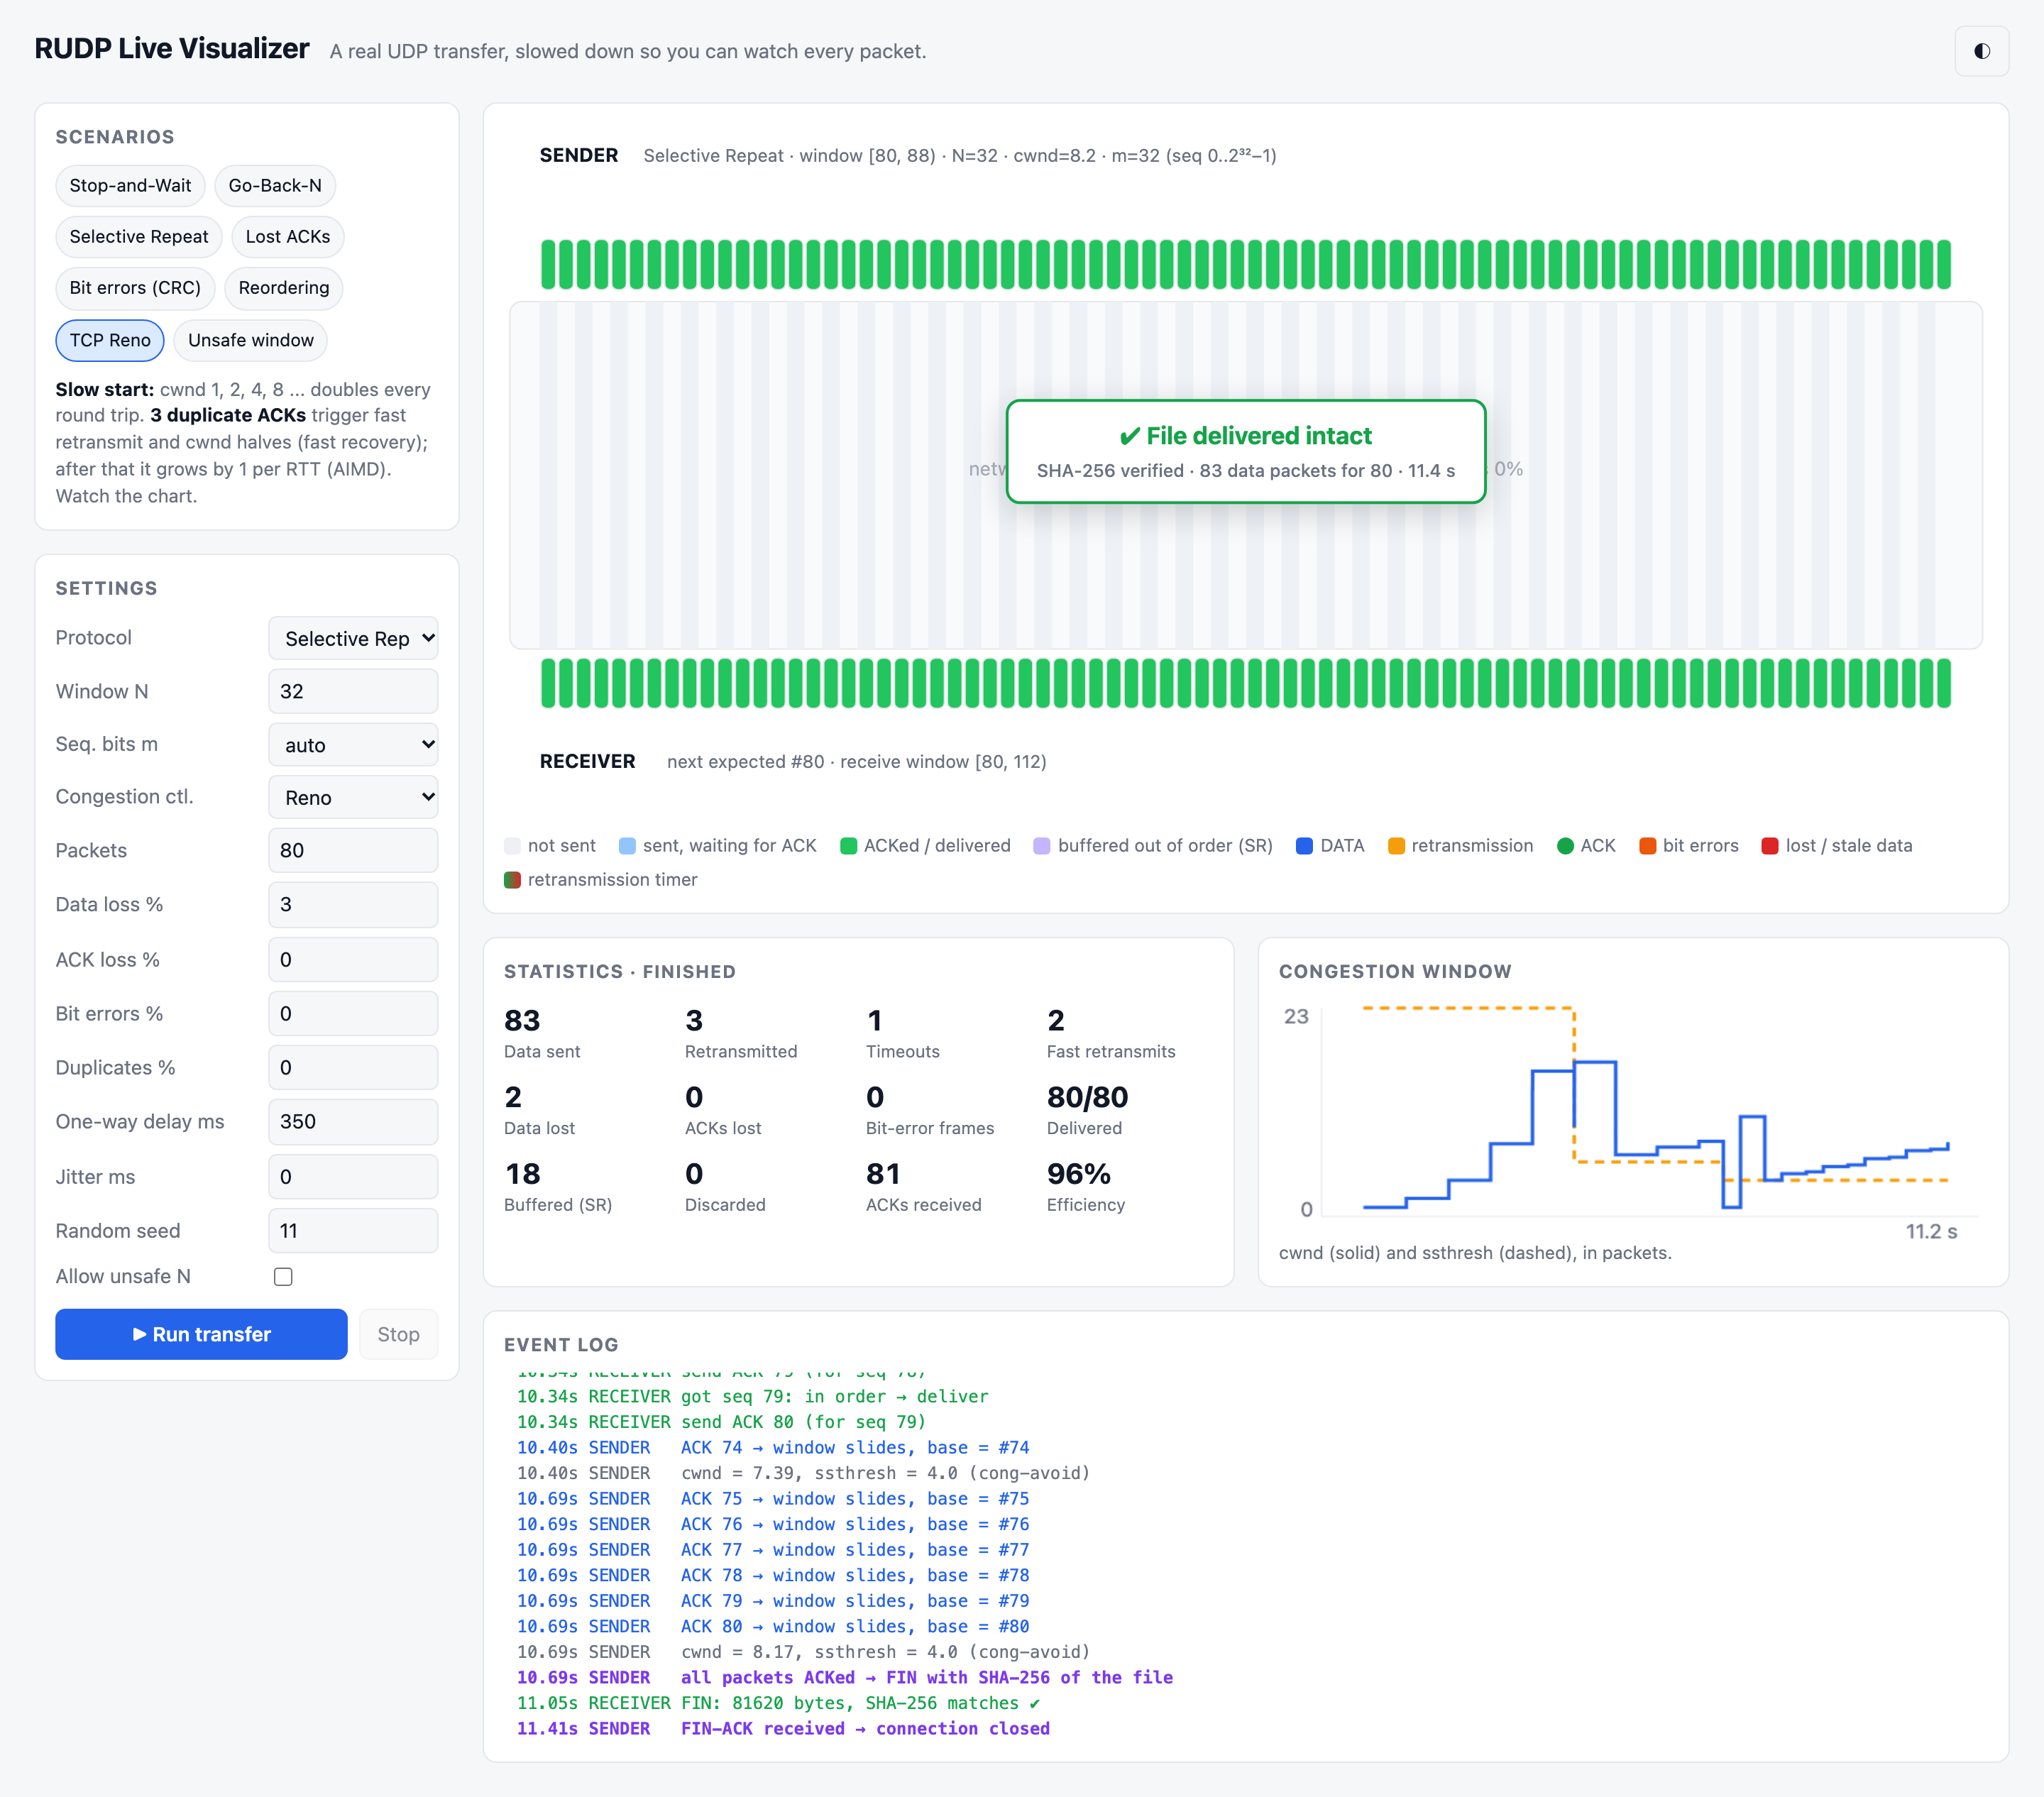 RUDP Live Visualizer A real UDP transfer, slowed down so you can watch every packet.
SCENARIOS
Stop-and-Wait Go-Back-N
Selective Repeat Lost ACKs
Bit errors (CRC) Reordering
TCP Reno Unsafe window
Slow start: cwnd 1, 2, 4, 8 ... doubles every
round trip. 3 duplicate ACKs trigger fast
retransmit and cwnd halves (fast recovery);
after that it grows by 1 per RTT (AIMD).
Watch the chart.
SETTINGS
Protocol Selective Rep
Window N 32
Seq. bits m auto
Congestion ctl. Reno
Packets 80
Data loss % 3
ACK loss % 0
Bit errors % 0
Duplicates % 0
One-way delay ms 350
Jitter ms 0
Random seed 11
Allow unsafe N
▶ Run transfer Stop
SENDER Selective Repeat · window [80, 88) · N=32 · cwnd=8.2 · m=32 (seq 0..2³²−1)
✔ File delivered intact
SHA-256 verified · 83 data packets for 80 · 11.4 s
0%
RECEIVER next expected #80 · receive window [80, 112)
not sent sent, waiting for ACK ACKed / delivered buffered out of order (SR) DATA retransmission ACK bit errors lost / stale data
retransmission timer
STATISTICS · FINISHED
83 3 1 2
Data sent Retransmitted Timeouts Fast retransmits
2 0 0 80/80
Data lost ACKs lost Bit-error frames Delivered
18 0 81 96%
Buffered (SR) Discarded ACKs received Efficiency
CONGESTION WINDOW
23
0
11.2 s
cwnd (solid) and ssthresh (dashed), in packets.
EVENT LOG
10.34s RECEIVER send ACK 79 (for seq 78)
10.34s RECEIVER got seq 79: in order → deliver
10.34s RECEIVER send ACK 80 (for seq 79)
10.40s SENDER ACK 74 → window slides, base = #74
10.40s SENDER cwnd = 7.39, ssthresh = 4.0 (cong-avoid)
10.69s SENDER ACK 75 → window slides, base = #75
10.69s SENDER ACK 76 → window slides, base = #76
10.69s SENDER ACK 77 → window slides, base = #77
10.69s SENDER ACK 78 → window slides, base = #78
10.69s SENDER ACK 79 → window slides, base = #79
10.69s SENDER ACK 80 → window slides, base = #80
10.69s SENDER cwnd = 8.17, ssthresh = 4.0 (cong-avoid)
10.69s SENDER all packets ACKed → FIN with SHA-256 of the file
11.05s RECEIVER FIN: 81620 bytes, SHA-256 matches ✔
11.41s SENDER FIN-ACK received → connection closed